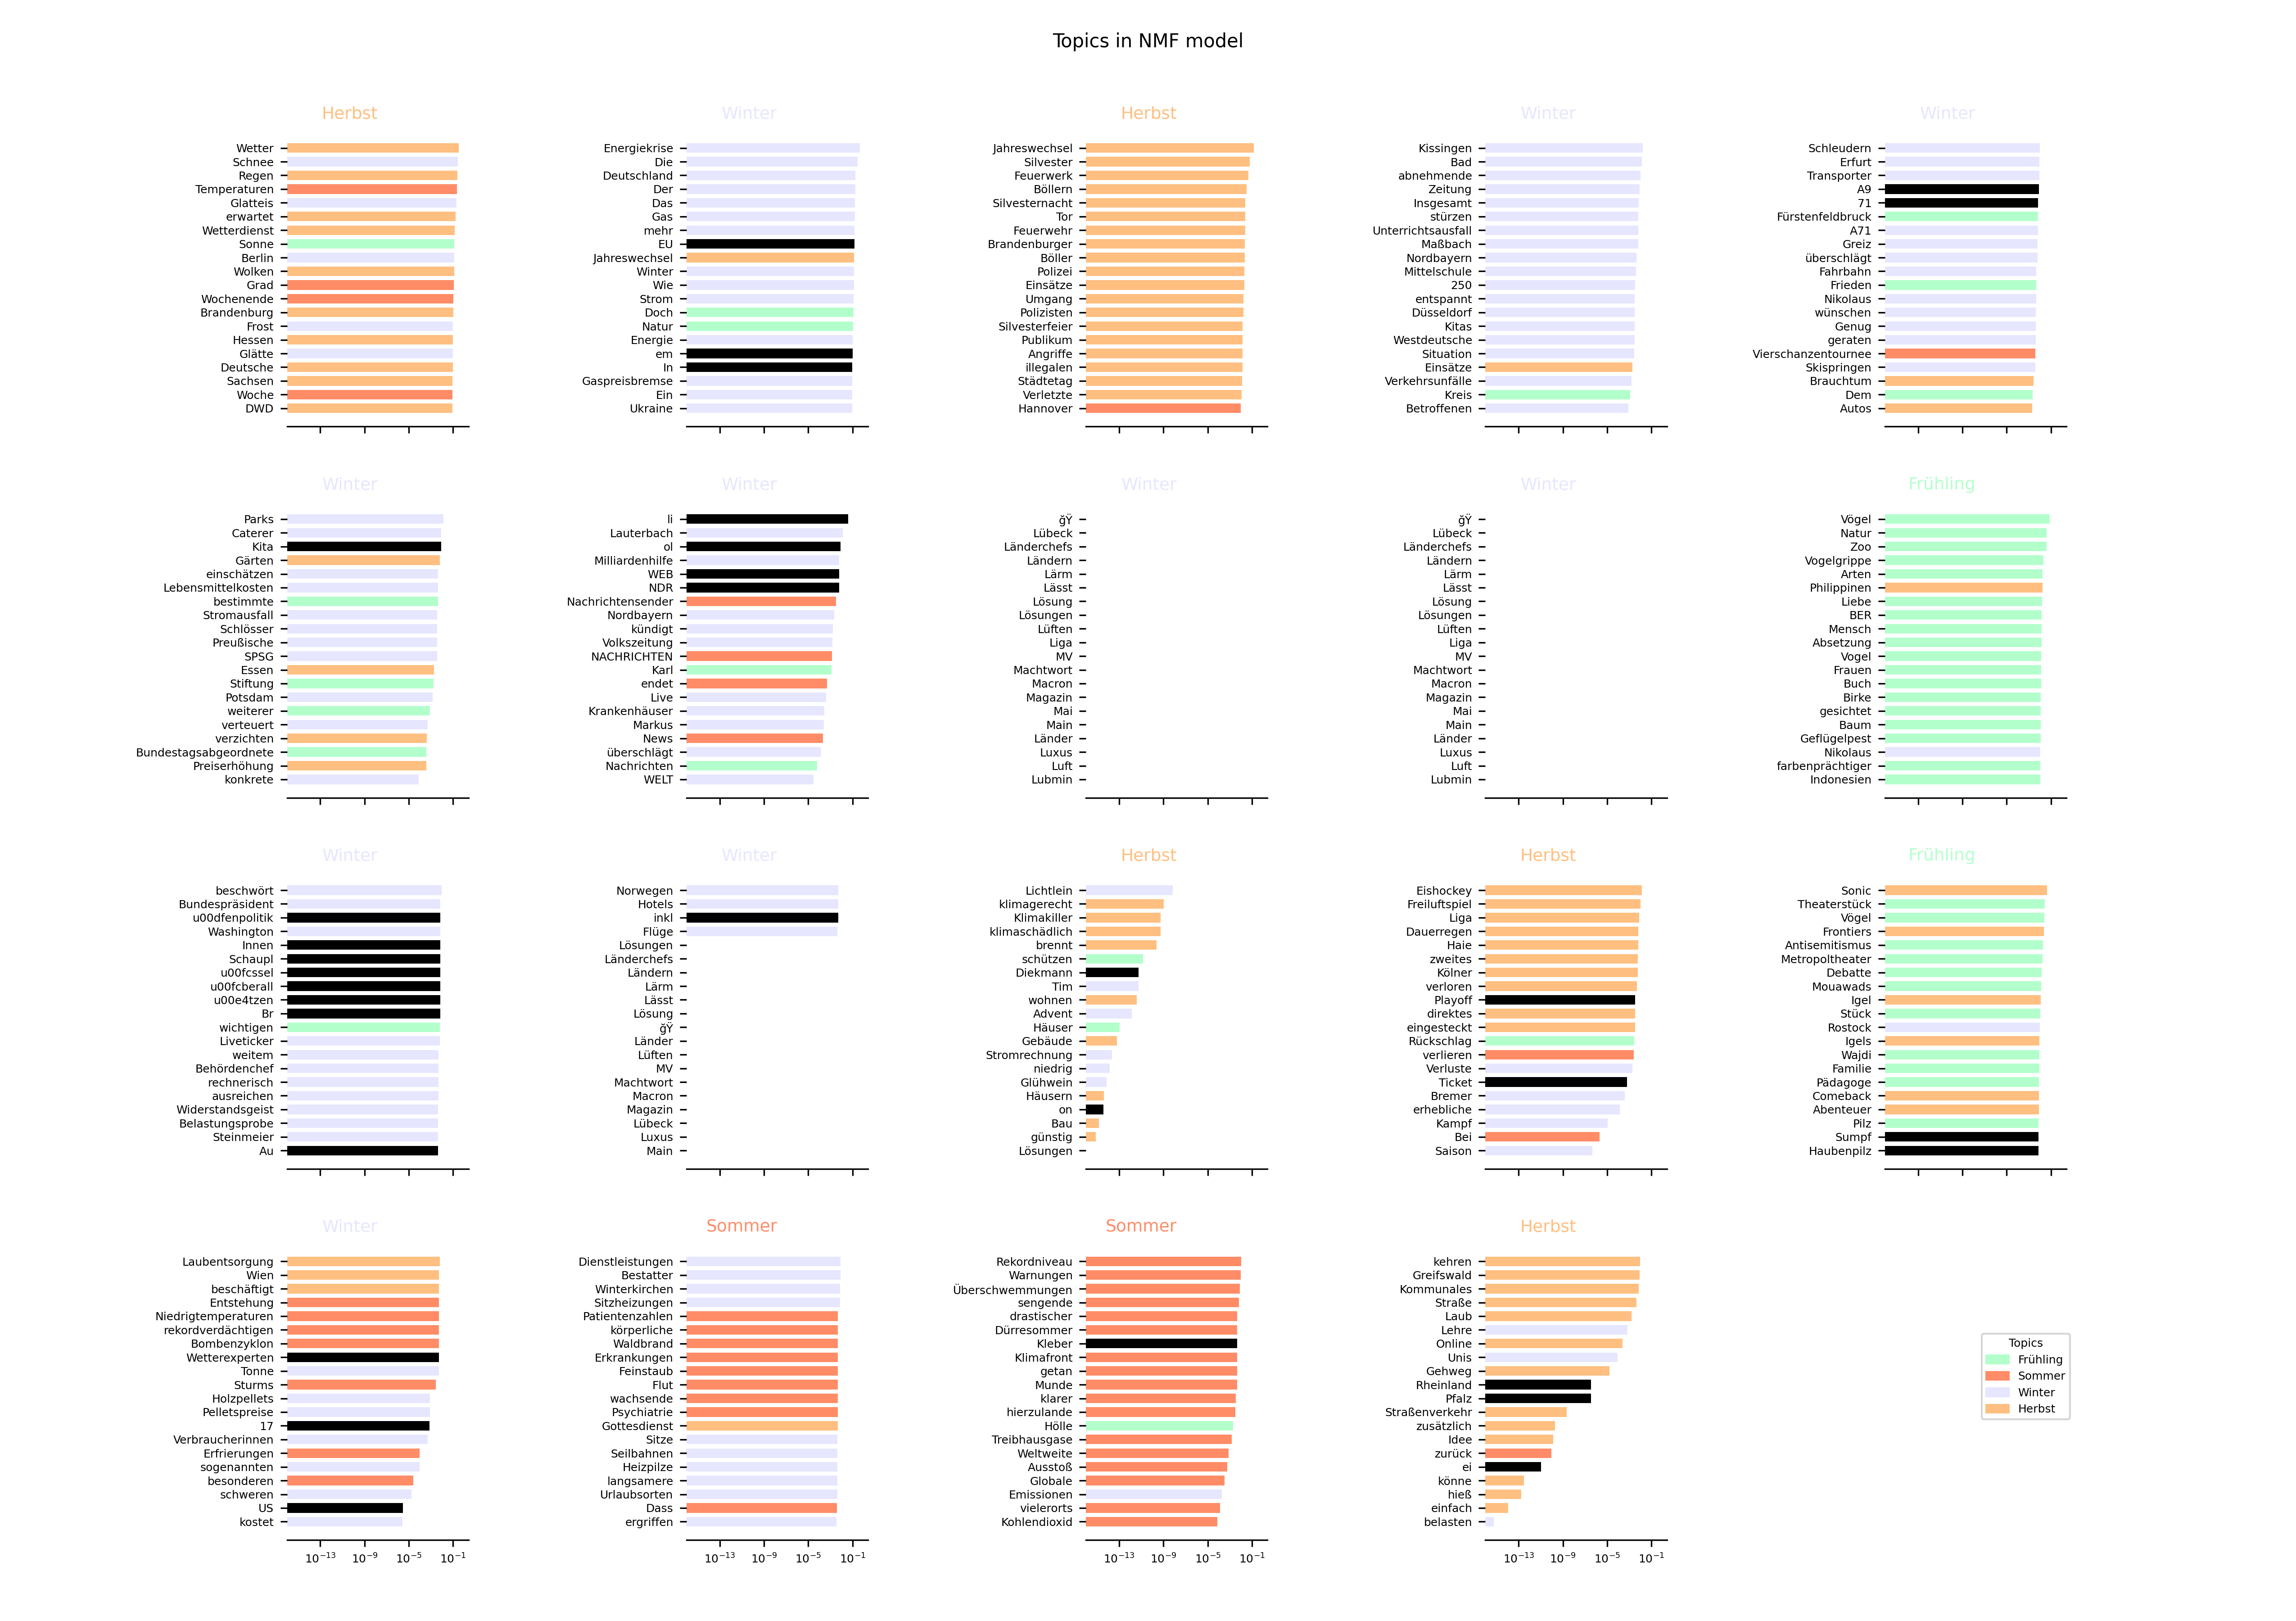 Topics in NMF model
Herbst
Wetter
Schnee
Regen
Temperaturen
Glatteis
erwartet
Wetterdienst
Sonne
Berlin
Wolken
Grad
Wochenende
Brandenburg
Frost
Hessen
Glätte
Deutsche
Sachsen
Woche
DWD
Winter
Energiekrise
Die
Deutschland
Der
Das
Gas
mehr
EU
Jahreswechsel
Winter
Wie
Strom
Doch
Natur
Energie
em
In
Gaspreisbremse
Ein
Ukraine
Herbst
Jahreswechsel
Silvester
Feuerwerk
Böllern
Silvesternacht
Tor
Feuerwehr
Brandenburger
Böller
Polizei
Einsätze
Umgang
Polizisten
Silvesterfeier
Publikum
Angriffe
illegalen
Städtetag
Verletzte
Hannover
Winter
Kissingen
Bad
abnehmende
Zeitung
Insgesamt
stürzen
Unterrichtsausfall
Maßbach
Nordbayern
Mittelschule
250
entspannt
Düsseldorf
Kitas
Westdeutsche
Situation
Einsätze
Verkehrsunfälle
Kreis
Betroffenen
Winter
Schleudern
Erfurt
Transporter
A9
71
Fürstenfeldbruck
A71
Greiz
überschlägt
Fahrbahn
Frieden
Nikolaus
wünschen
Genug
geraten
Vierschanzentournee
Skispringen
Brauchtum
Dem
Autos
Winter
Parks
Caterer
Kita
Gärten
einschätzen
Lebensmittelkosten
bestimmte
Stromausfall
Schlösser
Preußische
SPSG
Essen
Stiftung
Potsdam
weiterer
verteuert
verzichten
Bundestagsabgeordnete
Preiserhöhung
konkrete
Winter
li
Lauterbach
ol
Milliardenhilfe
WEB
NDR
Nachrichtensender
Nordbayern
kündigt
Volkszeitung
NACHRICHTEN
Karl
endet
Live
Krankenhäuser
Markus
News
überschlägt
Nachrichten
WELT
Winter
ğŸ
Lübeck
Länderchefs
Ländern
Lärm
Lässt
Lösung
Lösungen
Lüften
Liga
MV
Machtwort
Macron
Magazin
Mai
Main
Länder
Luxus
Luft
Lubmin
Winter
ğŸ
Lübeck
Länderchefs
Ländern
Lärm
Lässt
Lösung
Lösungen
Lüften
Liga
MV
Machtwort
Macron
Magazin
Mai
Main
Länder
Luxus
Luft
Lubmin
Frühling
Vögel
Natur
Zoo
Vogelgrippe
Arten
Philippinen
Liebe
BER
Mensch
Absetzung
Vogel
Frauen
Buch
Birke
gesichtet
Baum
Geflügelpest
Nikolaus
farbenprächtiger
Indonesien
Winter
beschwört
Bundespräsident
u00dfenpolitik
Washington
Innen
Schaupl
u00fcssel
u00fcberall
u00e4tzen
Br
wichtigen
Liveticker
weitem
Behördenchef
rechnerisch
ausreichen
Widerstandsgeist
Belastungsprobe
Steinmeier
Au
Winter
Norwegen
Hotels
inkl
Flüge
Lösungen
Länderchefs
Ländern
Lärm
Lässt
Lösung
ğŸ
Länder
Lüften
MV
Machtwort
Macron
Magazin
Lübeck
Luxus
Main
Herbst
Lichtlein
klimagerecht
Klimakiller
klimaschädlich
brennt
schützen
Diekmann
Tim
wohnen
Advent
Häuser
Gebäude
Stromrechnung
niedrig
Glühwein
Häusern
on
Bau
günstig
Lösungen
Herbst
Eishockey
Freiluftspiel
Liga
Dauerregen
Haie
zweites
Kölner
verloren
Playoff
direktes
eingesteckt
Rückschlag
verlieren
Verluste
Ticket
Bremer
erhebliche
Kampf
Bei
Saison
Frühling
Sonic
Theaterstück
Vögel
Frontiers
Antisemitismus
Metropoltheater
Debatte
Mouawads
Igel
Stück
Rostock
Igels
Wajdi
Familie
Pädagoge
Comeback
Abenteuer
Pilz
Sumpf
Haubenpilz
Winter
Laubentsorgung
Wien
beschäftigt
Entstehung
Niedrigtemperaturen
rekordverdächtigen
Bombenzyklon
Wetterexperten
Tonne
Sturms
Holzpellets
Pelletspreise
17
Verbraucherinnen
Erfrierungen
sogenannten
besonderen
schweren
US
kostet
10⁻¹³ 10⁻⁹ 10⁻⁵ 10⁻¹
Sommer
Dienstleistungen
Bestatter
Winterkirchen
Sitzheizungen
Patientenzahlen
körperliche
Waldbrand
Erkrankungen
Feinstaub
Flut
wachsende
Psychiatrie
Gottesdienst
Sitze
Seilbahnen
Heizpilze
langsamere
Urlaubsorten
Dass
ergriffen
10⁻¹³ 10⁻⁹ 10⁻⁵ 10⁻¹
Sommer
Rekordniveau
Warnungen
Überschwemmungen
sengende
drastischer
Dürresommer
Kleber
Klimafront
getan
Munde
klarer
hierzulande
Hölle
Treibhausgase
Weltweite
Ausstoß
Globale
Emissionen
vielerorts
Kohlendioxid
10⁻¹³ 10⁻⁹ 10⁻⁵ 10⁻¹
Herbst
kehren
Greifswald
Kommunales
Straße
Laub
Lehre
Online
Unis
Gehweg
Rheinland
Pfalz
Straßenverkehr
zusätzlich
Idee
zurück
ei
könne
hieß
einfach
belasten
10⁻¹³ 10⁻⁹ 10⁻⁵ 10⁻¹
Topics
Frühling
Sommer
Winter
Herbst